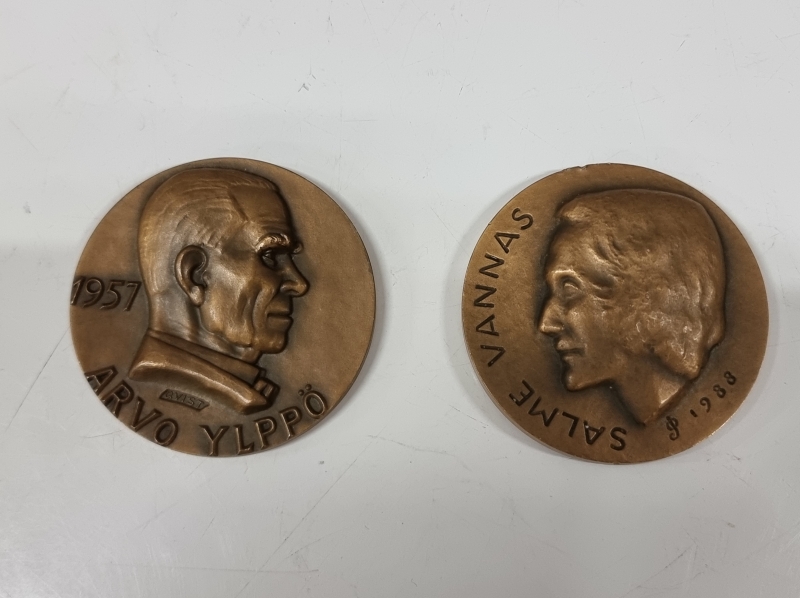 1957
ARVO YLPPÖ
SALME VANNAS
1988